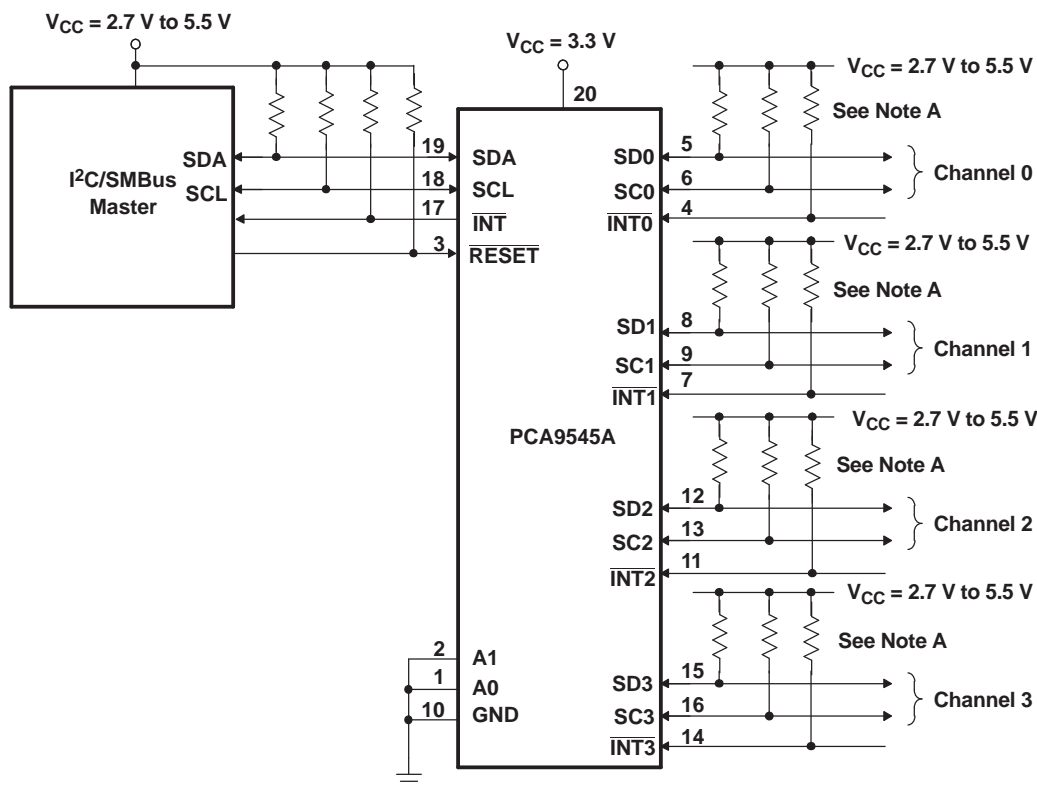 VCC = 2.7 V to 5.5 V
VCC = 3.3 V
20
I2C/SMBus
Master
SDA
SCL
19
18
17
3
SDA
SCL
INT
RESET
PCA9545A
2
1
10
A1
A0
GND
VCC = 2.7 V to 5.5 V
See Note A
SD0
5
SC0
6
INT0
4
Channel 0
VCC = 2.7 V to 5.5 V
See Note A
SD1
8
SC1
9
INT1
7
Channel 1
VCC = 2.7 V to 5.5 V
See Note A
SD2
12
SC2
13
INT2
11
Channel 2
VCC = 2.7 V to 5.5 V
See Note A
SD3
15
SC3
16
INT3
14
Channel 3